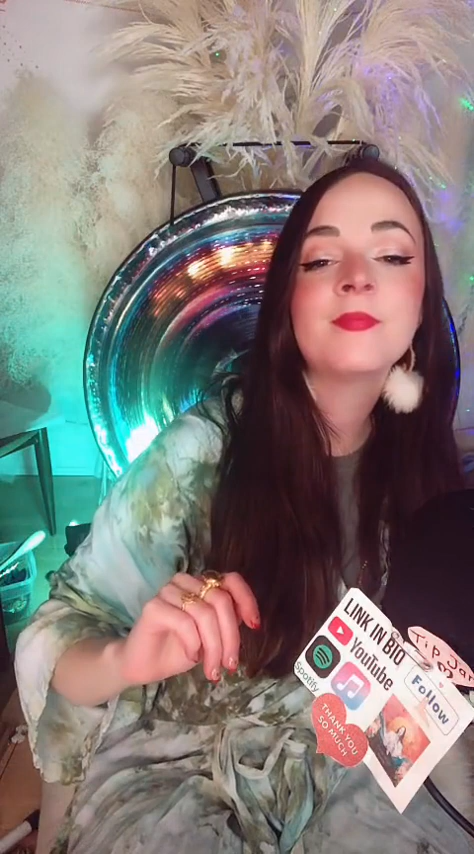 LINK IN BIO
YouTube
Spotify
Tip Jar
Follow
THANK YOU
SO MUCH